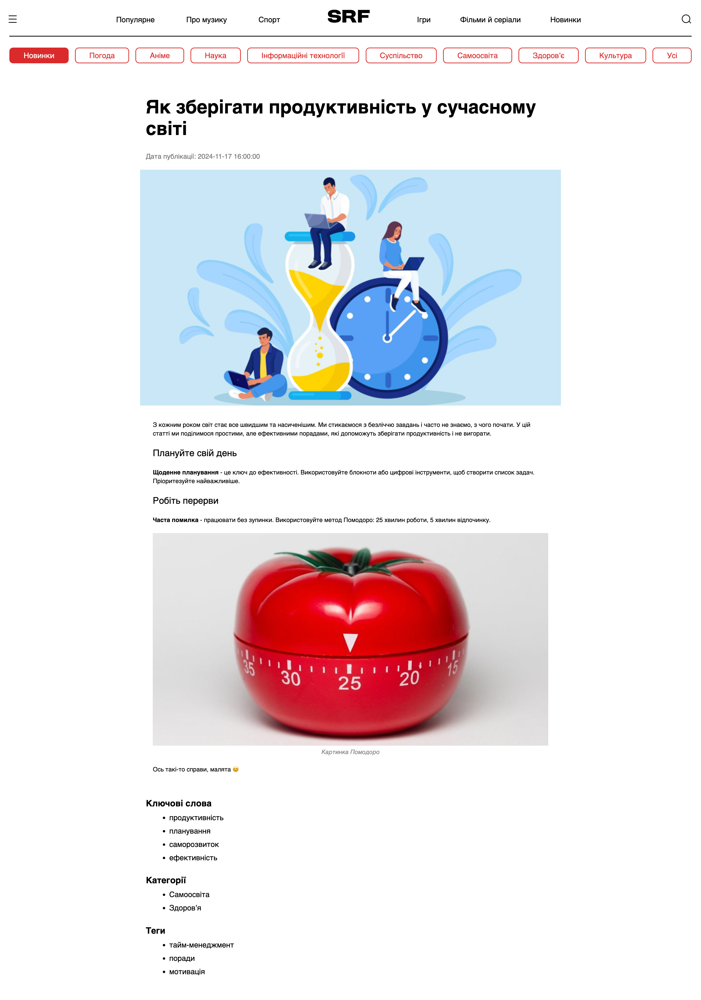 Популярне Про музику Спорт SRF Ігри Фільми й серіали Новинки
Новинки Погода Аніме Наука Інформаційні технології Суспільство Самоосвіта Здоров’є Культура Усі
Як зберігати продуктивність у сучасному
світі
Дата публікації: 2024-11-17 16:00:00
З кожним роком світ стає все швидшим та насиченішим. Ми стикаємося з безліччю завдань і часто не знаємо, з чого почати. У цій
статті ми поділимося простими, але ефективними порадами, які допоможуть зберігати продуктивність і не вигорати.
Плануйте свій день
Щоденне планування - це ключ до ефективності. Використовуйте блокноти або цифрові інструменти, щоб створити список задач.
Пріоритезуйте найважливіше.
Робіть перерви
Часта помилка - працювати без зупинки. Використовуйте метод Помодоро: 25 хвилин роботи, 5 хвилин відпочинку.
35 30 25 20 15
Картинка Помодоро
Ось такі-то справи, малята 😊
Ключові слова
• продуктивність
• планування
• саморозвиток
• ефективність
Категорії
• Самоосвіта
• Здоров’я
Теги
• тайм-менеджмент
• поради
• мотивація